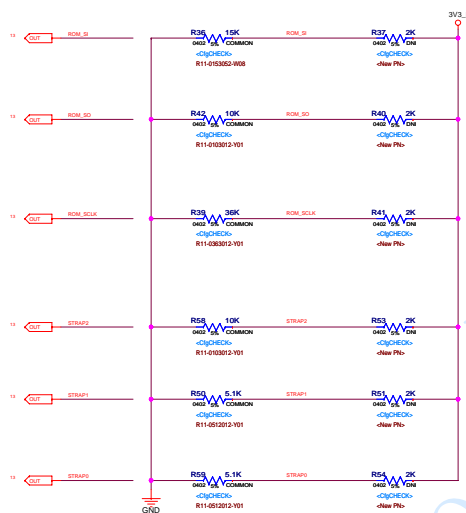 3V3_
13 OUT ROM_SI R36 15K ROM_SI R37 2K
0402 5% COMMON 0402 5% DNI
<CfgCHECK> <CfgCHECK>
R11-0153052-W08 <New PN>
13 OUT ROM_SO R42 10K ROM_SO R40 2K
0402 5% COMMON 0402 5% DNI
<CfgCHECK> <CfgCHECK>
R11-0103012-Y01 <New PN>
13 OUT ROM_SCLK R39 36K ROM_SCLK R41 2K
0402 5% COMMON 0402 5% DNI
<CfgCHECK> <CfgCHECK>
R11-0363012-Y01 <New PN>
13 OUT STRAP2 R58 10K STRAP2 R53 2K
0402 5% COMMON 0402 5% DNI
<CfgCHECK> <CfgCHECK>
R11-0103012-Y01 <New PN>
13 OUT STRAP1 R50 5.1K STRAP1 R51 2K
0402 5% COMMON 0402 5% DNI
<CfgCHECK> <CfgCHECK>
R11-0512012-Y01 <New PN>
13 OUT STRAP0 R59 5.1K STRAP0 R54 2K
0402 5% COMMON 0402 5% DNI
<CfgCHECK> <CfgCHECK>
R11-0512012-Y01 <New PN>
GND